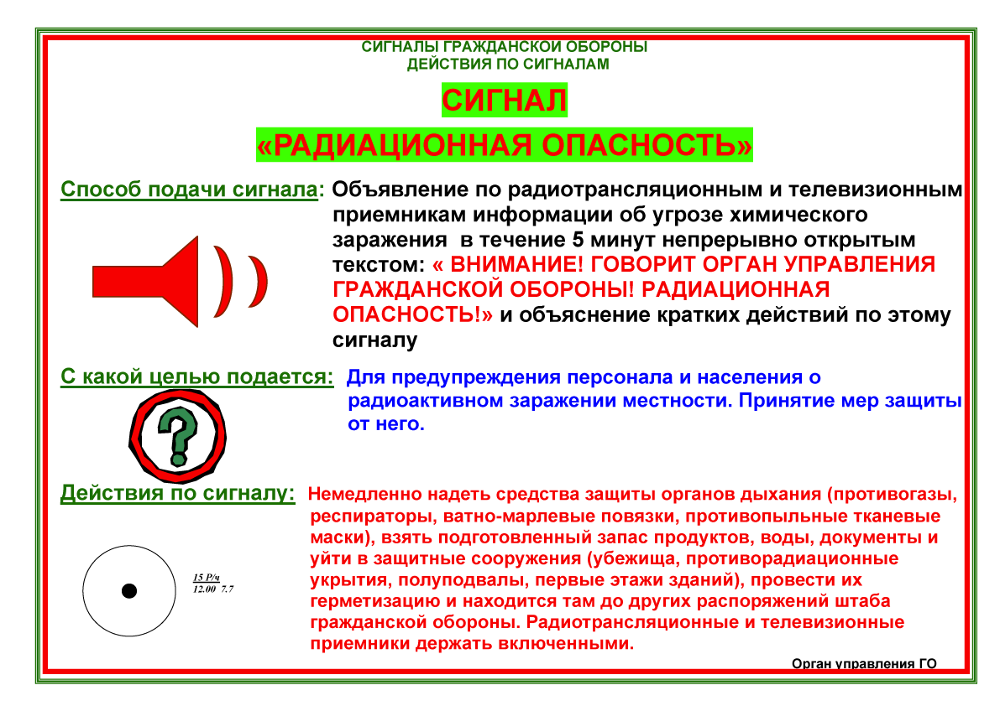 СИГНАЛЫ ГРАЖДАНСКОЙ ОБОРОНЫ
ДЕЙСТВИЯ ПО СИГНАЛАМ
СИГНАЛ
«РАДИАЦИОННАЯ ОПАСНОСТЬ»
Способ подачи сигнала: Объявление по радиотрансляционным и телевизионным
приемникам информации об угрозе химического
заражения в течение 5 минут непрерывно открытым
текстом: « ВНИМАНИЕ! ГОВОРИТ ОРГАН УПРАВЛЕНИЯ
ГРАЖДАНСКОЙ ОБОРОНЫ! РАДИАЦИОННАЯ
ОПАСНОСТЬ!» и объяснение кратких действий по этому
сигналу
С какой целью подается: Для предупреждения персонала и населения о
радиоактивном заражении местности. Принятие мер защиты
от него.
?
Действия по сигналу: Немедленно надеть средства защиты органов дыхания (противогазы,
респираторы, ватно-марлевые повязки, противопыльные тканевые
маски), взять подготовленный запас продуктов, воды, документы и
уйти в защитные сооружения (убежища, противорадиационные
укрытия, полуподвалы, первые этажи зданий), провести их
герметизацию и находится там до других распоряжений штаба
гражданской обороны. Радиотрансляционные и телевизионные
приемники держать включенными.
15 Р/ч
12.00 7.7
Орган управления ГО